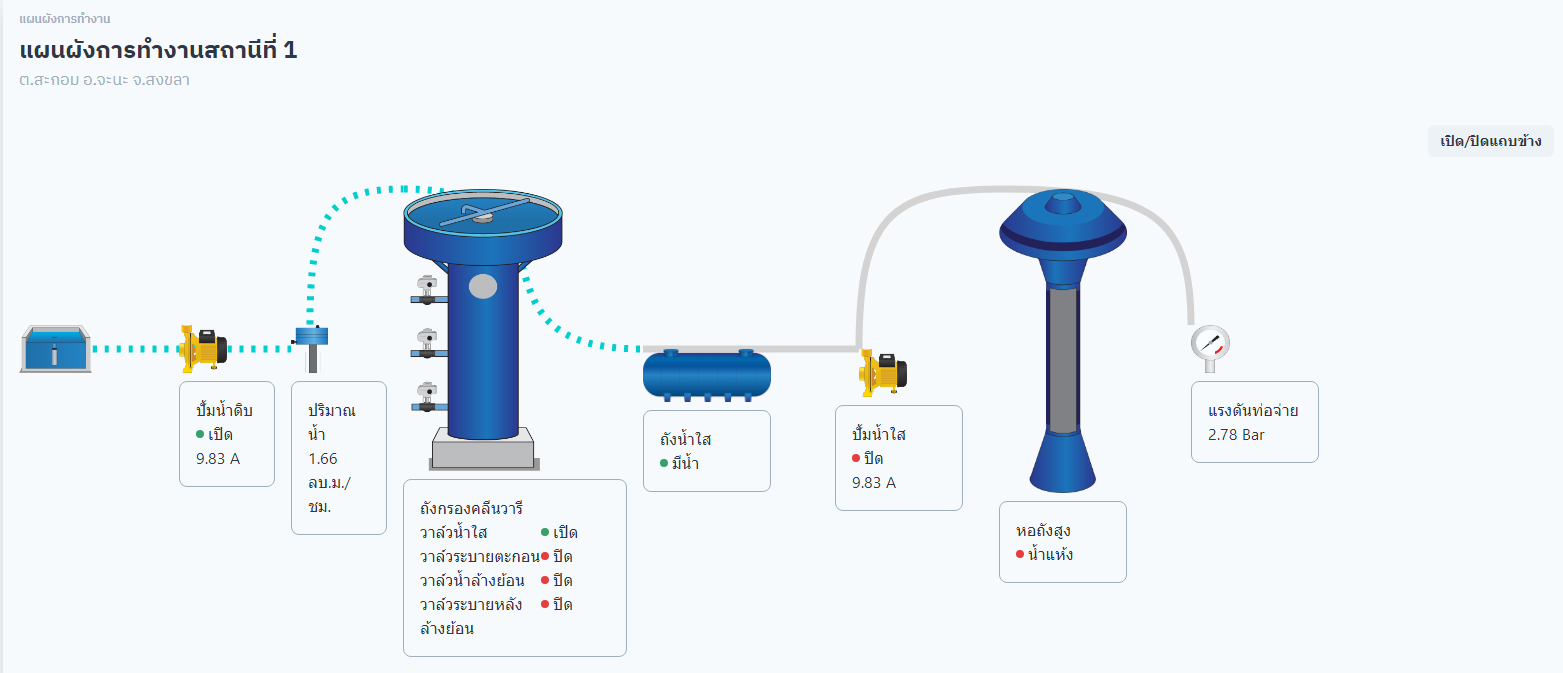 แผนผังการทำงาน
แผนผังการทำงานสถานีที่ 1
ต.สะกอม อ.จะนะ จ.สงขลา
เปิด/ปิดแถบข้าง
ปั๊มน้ำดิบ
เปิด
9.83 A
ปริมาณ
น้ำ
1.66
ลบ.ม./
ชม.
ถังกรองคลีนวารี
วาล์วน้ำใส เปิด
วาล์วระบายตะกอน ปิด
วาล์วน้ำล้างย้อน ปิด
วาล์วระบายหลัง ปิด
ล้างย้อน
ถังน้ำใส
มีน้ำ
ปั๊มน้ำใส
ปิด
9.83 A
หอถังสูง
น้ำแห้ง
แรงดันท่อจ่าย
2.78 Bar